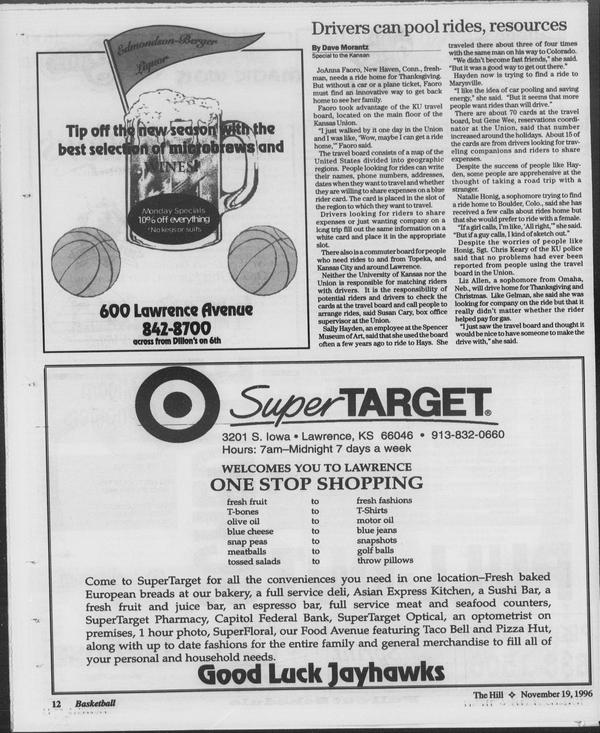 Edmondson-Berger
Liquor
Tip off the new season with the
best selection of microbrews and
WINES!
Monday Specials
10% off everything
*No kegs or suits
600 Lawrence Avenue
842-8700
across from Dillon's on 6th
Drivers can pool rides, resources
By Dave Morantz
Special to the Kansan
JoAnna Faoro, New Haven, Conn., fresh-
man, needs a ride home for Thanksgiving.
But without a car or a plane ticket, Faoro
must find an innovative way to get back
home to see her family.
Faoro took advantage of the KU travel
board, located on the main floor of the
Kansas Union.
"I just walked by it one day in the Union
and I was like, 'Wow, maybe I can get a ride
home,'" Faoro said.
The travel board consists of a map of the
United States divided into geographic
regions. People looking for rides can write
their names, phone numbers, addresses,
dates when they want to travel and whether
they are willing to share expenses on a blue
rider card. The card is placed in the slot of
the region to which they want to travel.
Drivers looking for riders to share
expenses or just wanting company on a
long trip fill out the same information on a
white card and place it in the appropriate
slot.
There also is a commuter board for people
who need rides to and from Topeka, and
Kansas City and around Lawrence.
Neither the University of Kansas nor the
Union is responsible for matching riders
with drivers. It is the responsibility of
potential riders and drivers to check the
cards at the travel board and call people to
arrange rides, said Susan Cary, box office
supervisor at the Union.
Sally Hayden, an employee at the Spencer
Museum of Art, said that she used the board
often a few years ago to ride to Hays. She
traveled there about three of four times
with the same man on his way to Colorado.
"We didn't become fast friends," she said.
"But it was a good way to get out there."
Hayden now is trying to find a ride to
Marysville.
"I like the idea of car pooling and saving
energy," she said. "But it seems that more
people want rides than will drive."
There are about 70 cards at the travel
board, but Gene Wee, reservations coordi-
nator at the Union, said that number
increased around the holidays. About 15 of
the cards are from drivers looking for trav-
eling companions and riders to share
expenses.
Despite the success of people like Hay-
den, some people are apprehensive at the
thought of taking a road trip with a
stranger.
Natalie Honig, a sophomore trying to find
a ride home to Boulder, Colo., said she has
received a few calls about rides home but
that she would prefer to ride with a female.
"If a girl calls, I'm like, 'All right,'" she said.
"But if a guy calls, I kind of sketch out."
Despite the worries of people like
Honig, Sgt. Chris Keary of the KU police
said that no problems had ever been
reported from people using the travel
board in the Union.
Liz Allen, a sophomore from Omaha,
Neb., will drive home for Thanksgiving and
Christmas. Like Gelman, she said she was
looking for company on the ride but that it
really didn't matter whether the rider
helped pay for gas.
"I just saw the travel board and thought it
would be nice to have someone to make the
drive with," she said.
Super TARGET®
3201 S. Iowa • Lawrence, KS 66046 • 913-832-0660
Hours: 7am–Midnight 7 days a week
WELCOMES YOU TO LAWRENCE
ONE STOP SHOPPING
fresh fruit to fresh fashions
T-bones to T-Shirts
olive oil to motor oil
blue cheese to blue jeans
snap peas to snapshots
meatballs to golf balls
tossed salads to throw pillows
Come to SuperTarget for all the conveniences you need in one location–Fresh baked
European breads at our bakery, a full service deli, Asian Express Kitchen, a Sushi Bar, a
fresh fruit and juice bar, an espresso bar, full service meat and seafood counters,
SuperTarget Pharmacy, Capitol Federal Bank, SuperTarget Optical, an optometrist on
premises, 1 hour photo, SuperFloral, our Food Avenue featuring Taco Bell and Pizza Hut,
along with up to date fashions for the entire family and general merchandise to fill all of
your personal and household needs.
Good Luck Jayhawks
12 Basketball
The Hill ❖ November 19, 1996